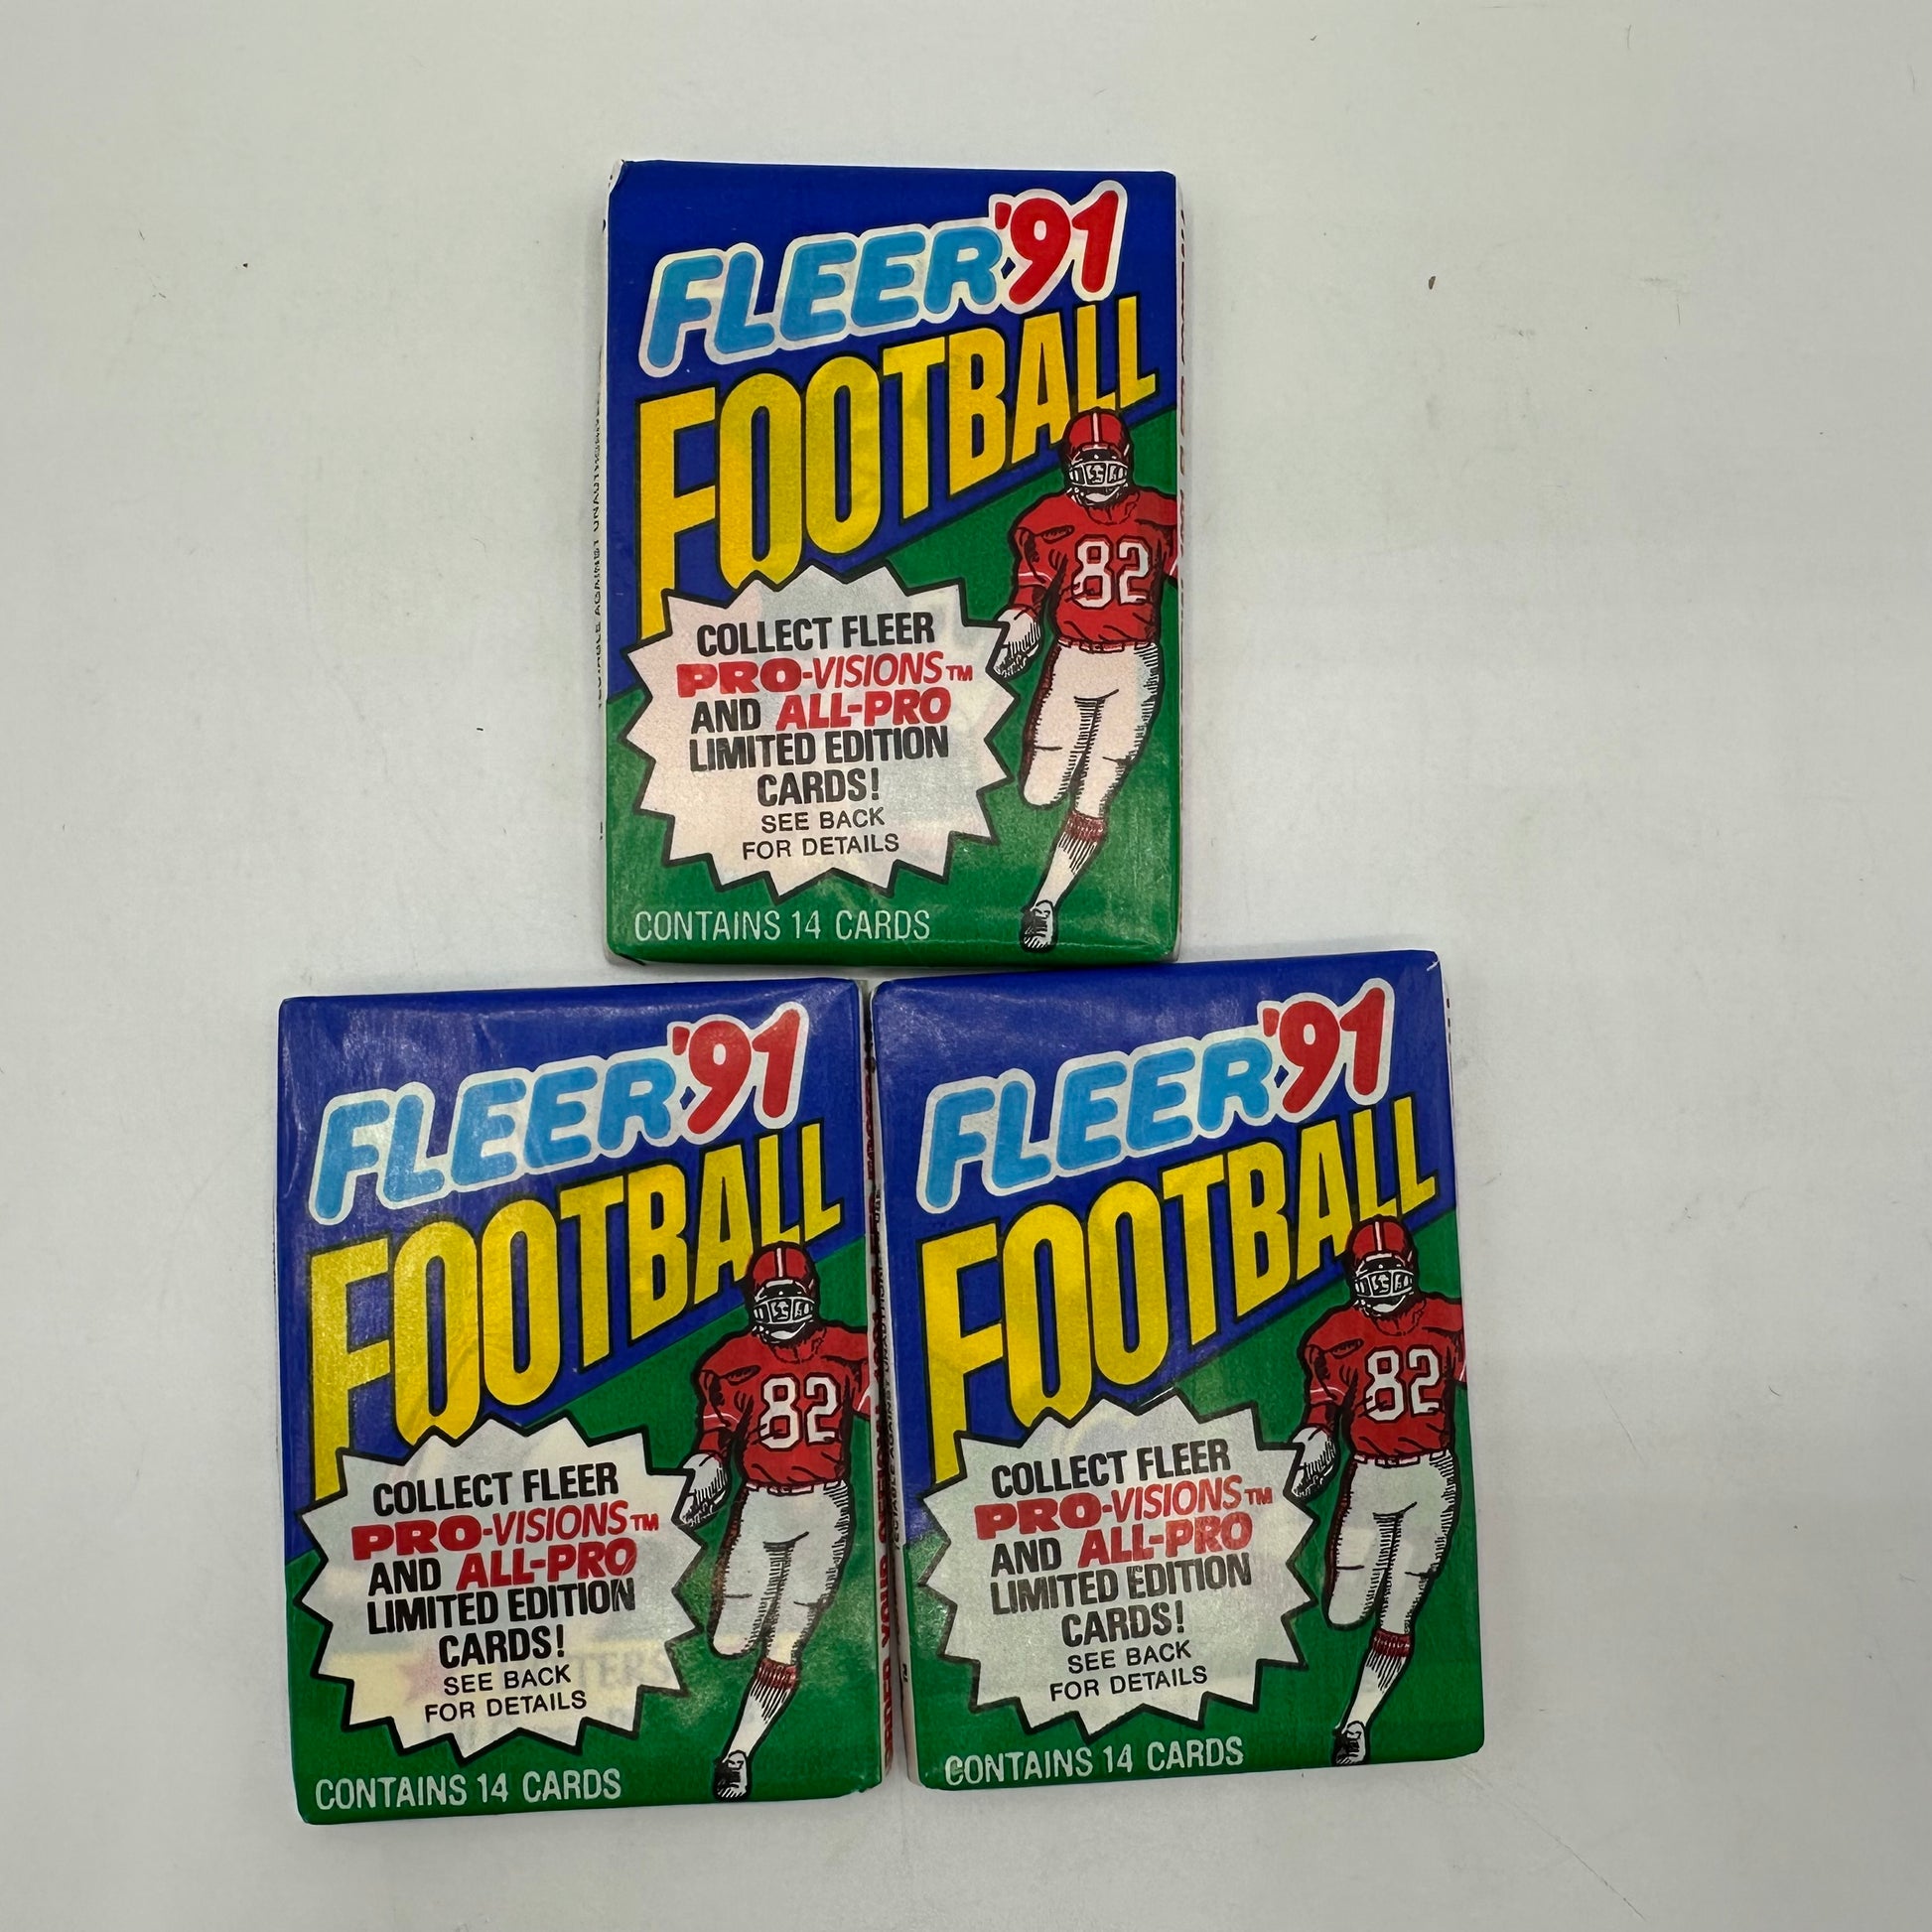 FLEER '91
FOOTBALL
82
COLLECT FLEER
PRO-VISIONS™
AND ALL-PRO
LIMITED EDITION
CARDS!
SEE BACK
FOR DETAILS
CONTAINS 14 CARDS
FLEER '91
FOOTBALL
82
COLLECT FLEER
PRO-VISIONS™
AND ALL-PRO
LIMITED EDITION
CARDS!
SEE BACK
FOR DETAILS
CONTAINS 14 CARDS
FLEER '91
FOOTBALL
82
COLLECT FLEER
PRO-VISIONS™
AND ALL-PRO
LIMITED EDITION
CARDS!
SEE BACK
FOR DETAILS
CONTAINS 14 CARDS